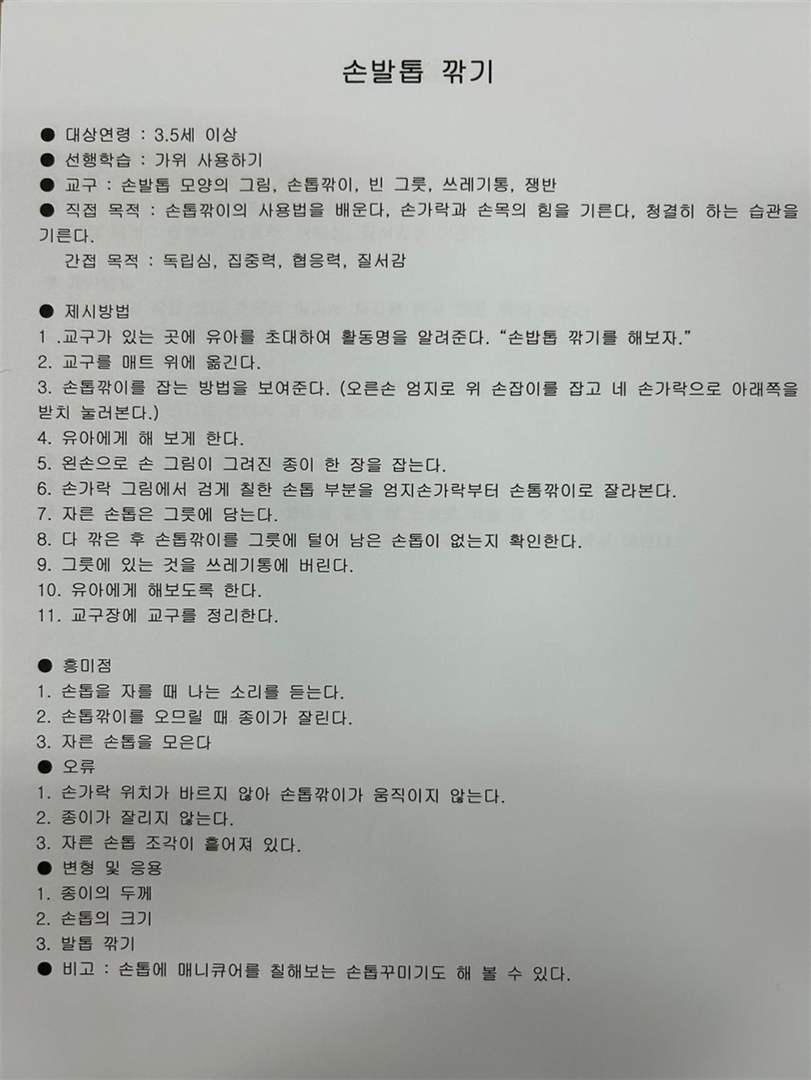 손발톱 깎기
● 대상연령 : 3.5세 이상
● 선행학습 : 가위 사용하기
● 교구 : 손발톱 모양의 그림, 손톱깎이, 빈 그릇, 쓰레기통, 쟁반
● 직접 목적 : 손톱깎이의 사용법을 배운다, 손가락과 손목의 힘을 기른다, 청결히 하는 습관을
기른다.
간접 목적 : 독립심, 집중력, 협응력, 질서감
● 제시방법
1 .교구가 있는 곳에 유아를 초대하여 활동명을 알려준다. “손밥톱 깎기를 해보자.”
2. 교구를 매트 위에 옮긴다.
3. 손톱깎이를 잡는 방법을 보여준다. (오른손 엄지로 위 손잡이를 잡고 네 손가락으로 아래쪽을
받치 눌러본다.)
4. 유아에게 해 보게 한다.
5. 왼손으로 손 그림이 그려진 종이 한 장을 잡는다.
6. 손가락 그림에서 검게 칠한 손톱 부분을 엄지손가락부터 손톰깎이로 잘라본다.
7. 자른 손톱은 그릇에 담는다.
8. 다 깎은 후 손톱깎이를 그릇에 털어 남은 손톱이 없는지 확인한다.
9. 그릇에 있는 것을 쓰레기통에 버린다.
10. 유아에게 해보도록 한다.
11. 교구장에 교구를 정리한다.
● 흥미점
1. 손톱을 자를 때 나는 소리를 듣는다.
2. 손톱깎이를 오므릴 때 종이가 잘린다.
3. 자른 손톱을 모은다
● 오류
1. 손가락 위치가 바르지 않아 손톱깎이가 움직이지 않는다.
2. 종이가 잘리지 않는다.
3. 자른 손톱 조각이 흩어져 있다.
● 변형 및 응용
1. 종이의 두께
2. 손톱의 크기
3. 발톱 깎기
● 비고 : 손톱에 매니큐어를 칠해보는 손톱꾸미기도 해 볼 수 있다.